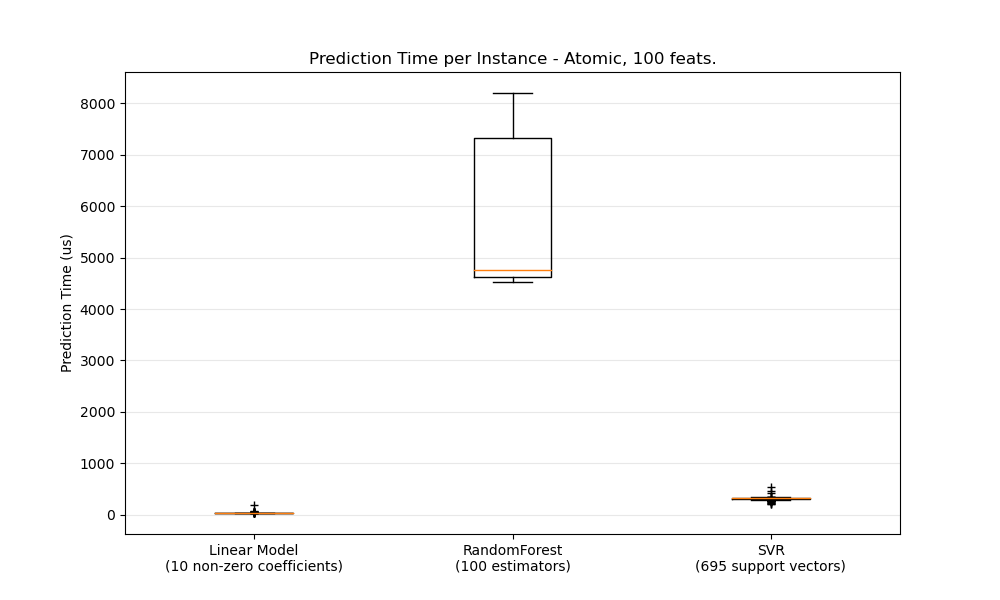 Prediction Time per Instance - Atomic, 100 feats.
Prediction Time (us)
8000
7000
6000
5000
4000
3000
2000
1000
0
Linear Model
(10 non-zero coefficients)
RandomForest
(100 estimators)
SVR
(695 support vectors)